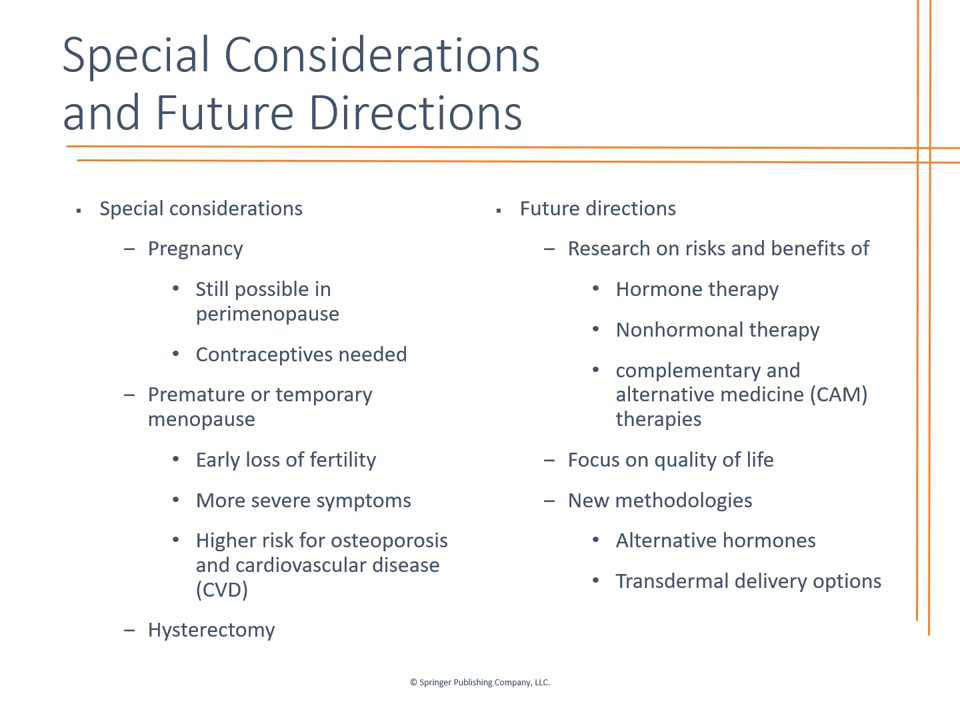 Special Considerations
and Future Directions
▪ Special considerations
– Pregnancy
• Still possible in
perimenopause
• Contraceptives needed
– Premature or temporary
menopause
• Early loss of fertility
• More severe symptoms
• Higher risk for osteoporosis
and cardiovascular disease
(CVD)
– Hysterectomy
▪ Future directions
– Research on risks and benefits of
• Hormone therapy
• Nonhormonal therapy
• complementary and
alternative medicine (CAM)
therapies
– Focus on quality of life
– New methodologies
• Alternative hormones
• Transdermal delivery options
© Springer Publishing Company, LLC.